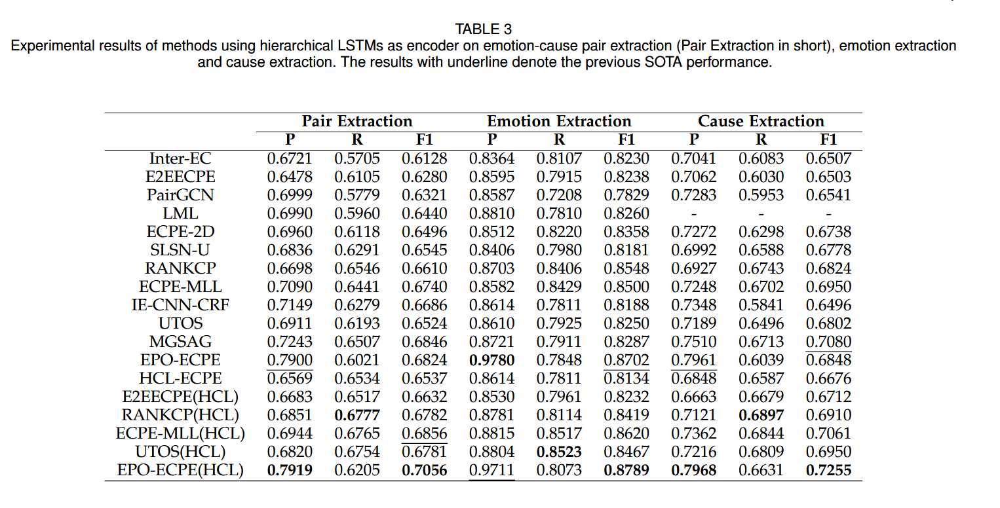 TABLE 3
Experimental results of methods using hierarchical LSTMs as encoder on emotion-cause pair extraction (Pair Extraction in short), emotion extraction
and cause extraction. The results with underline denote the previous SOTA performance.
Pair Extraction Emotion Extraction Cause Extraction
P R F1 P R F1 P R F1
Inter-EC 0.6721 0.5705 0.6128 0.8364 0.8107 0.8230 0.7041 0.6083 0.6507
E2EECPE 0.6478 0.6105 0.6280 0.8595 0.7915 0.8238 0.7062 0.6030 0.6503
PairGCN 0.6999 0.5779 0.6321 0.8587 0.7208 0.7829 0.7283 0.5953 0.6541
LML 0.6990 0.5960 0.6440 0.8810 0.7810 0.8260 - - -
ECPE-2D 0.6960 0.6118 0.6496 0.8512 0.8220 0.8358 0.7272 0.6298 0.6738
SLSN-U 0.6836 0.6291 0.6545 0.8406 0.7980 0.8181 0.6992 0.6588 0.6778
RANKCP 0.6698 0.6546 0.6610 0.8703 0.8406 0.8548 0.6927 0.6743 0.6824
ECPE-MLL 0.7090 0.6441 0.6740 0.8582 0.8429 0.8500 0.7248 0.6702 0.6950
IE-CNN-CRF 0.7149 0.6279 0.6686 0.8614 0.7811 0.8188 0.7348 0.5841 0.6496
UTOS 0.6911 0.6193 0.6524 0.8610 0.7925 0.8250 0.7189 0.6496 0.6802
MGSAG 0.7243 0.6507 0.6846 0.8721 0.7911 0.8287 0.7510 0.6713 0.7080
EPO-ECPE 0.7900 0.6021 0.6824 0.9780 0.7848 0.8702 0.7961 0.6039 0.6848
HCL-ECPE 0.6569 0.6534 0.6537 0.8614 0.7811 0.8134 0.6848 0.6587 0.6676
E2EECPE(HCL) 0.6683 0.6517 0.6632 0.8530 0.7961 0.8232 0.6663 0.6679 0.6712
RANKCP(HCL) 0.6851 0.6777 0.6782 0.8781 0.8114 0.8419 0.7121 0.6897 0.6910
ECPE-MLL(HCL) 0.6944 0.6765 0.6856 0.8815 0.8517 0.8620 0.7362 0.6844 0.7061
UTOS(HCL) 0.6820 0.6754 0.6781 0.8804 0.8523 0.8467 0.7216 0.6809 0.6950
EPO-ECPE(HCL) 0.7919 0.6205 0.7056 0.9711 0.8073 0.8789 0.7968 0.6631 0.7255